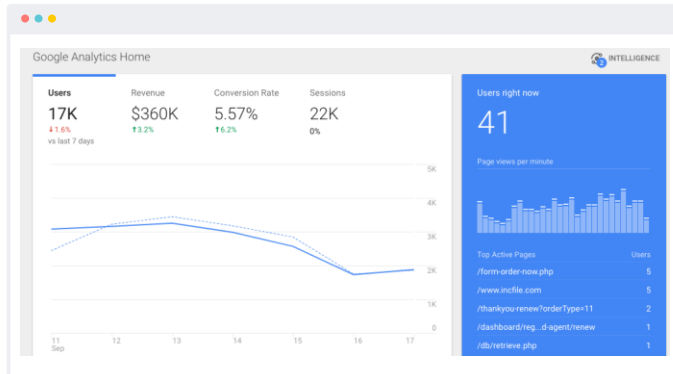 Google Analytics Home
2
INTELLIGENCE
Users
Revenue
Conversion Rate
Sessions
17K
$360K
5.57%
22K
↓1.6%
↑3.2%
↑6.2%
0%
vs last 7 days
5K
4K
3K
2K
1K
0
11
Sep
12
13
14
15
16
17
Users right now
41
Page views per minute
Top Active Pages
Users
/form-order-now.php
5
/www.incfile.com
5
/thankyou-renew?orderType=11
2
/dashboard/reg...d-agent/renew
1
/db/retrieve.php
1